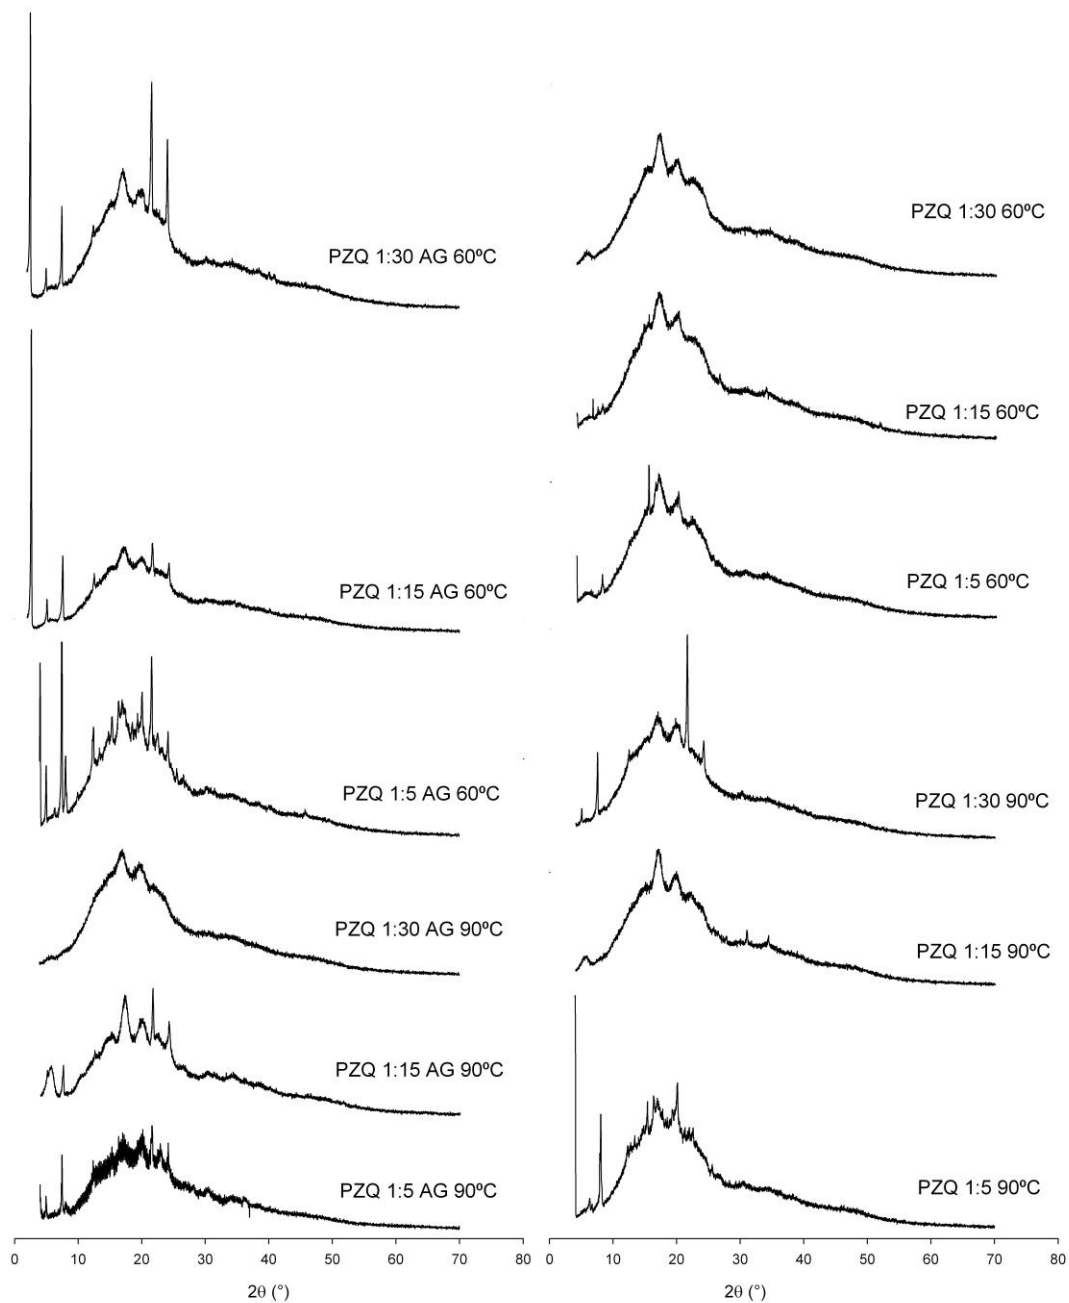 PZQ 1:30 AG 60ºC
PZQ 1:15 AG 60ºC
PZQ 1:5 AG 60ºC
PZQ 1:30 AG 90ºC
PZQ 1:15 AG 90ºC
PZQ 1:5 AG 90ºC
0 10 20 30 40 50 60 70 80
2θ (°)
PZQ 1:30 60ºC
PZQ 1:15 60ºC
PZQ 1:5 60ºC
PZQ 1:30 90ºC
PZQ 1:15 90ºC
PZQ 1:5 90ºC
0 10 20 30 40 50 60 70 80
2θ (°)